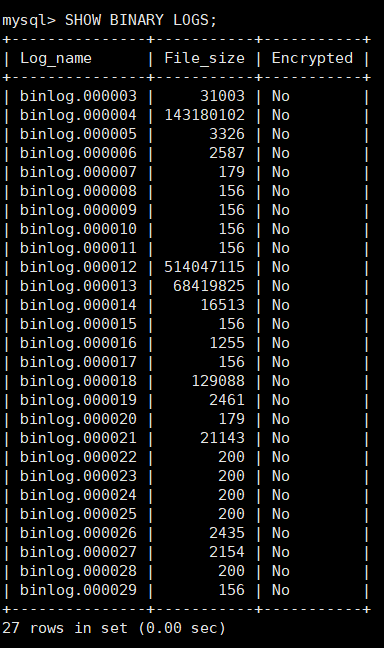 mysql> SHOW BINARY LOGS;
+---------------+-----------+-----------+
| Log_name      | File_size | Encrypted |
+---------------+-----------+-----------+
| binlog.000003 |     31003 | No        |
| binlog.000004 | 143180102 | No        |
| binlog.000005 |      3326 | No        |
| binlog.000006 |      2587 | No        |
| binlog.000007 |       179 | No        |
| binlog.000008 |       156 | No        |
| binlog.000009 |       156 | No        |
| binlog.000010 |       156 | No        |
| binlog.000011 |       156 | No        |
| binlog.000012 | 514047115 | No        |
| binlog.000013 |  68419825 | No        |
| binlog.000014 |     16513 | No        |
| binlog.000015 |       156 | No        |
| binlog.000016 |      1255 | No        |
| binlog.000017 |       156 | No        |
| binlog.000018 |    129088 | No        |
| binlog.000019 |      2461 | No        |
| binlog.000020 |       179 | No        |
| binlog.000021 |     21143 | No        |
| binlog.000022 |       200 | No        |
| binlog.000023 |       200 | No        |
| binlog.000024 |       200 | No        |
| binlog.000025 |       200 | No        |
| binlog.000026 |      2435 | No        |
| binlog.000027 |      2154 | No        |
| binlog.000028 |       200 | No        |
| binlog.000029 |       156 | No        |
+---------------+-----------+-----------+
27 rows in set (0.00 sec)